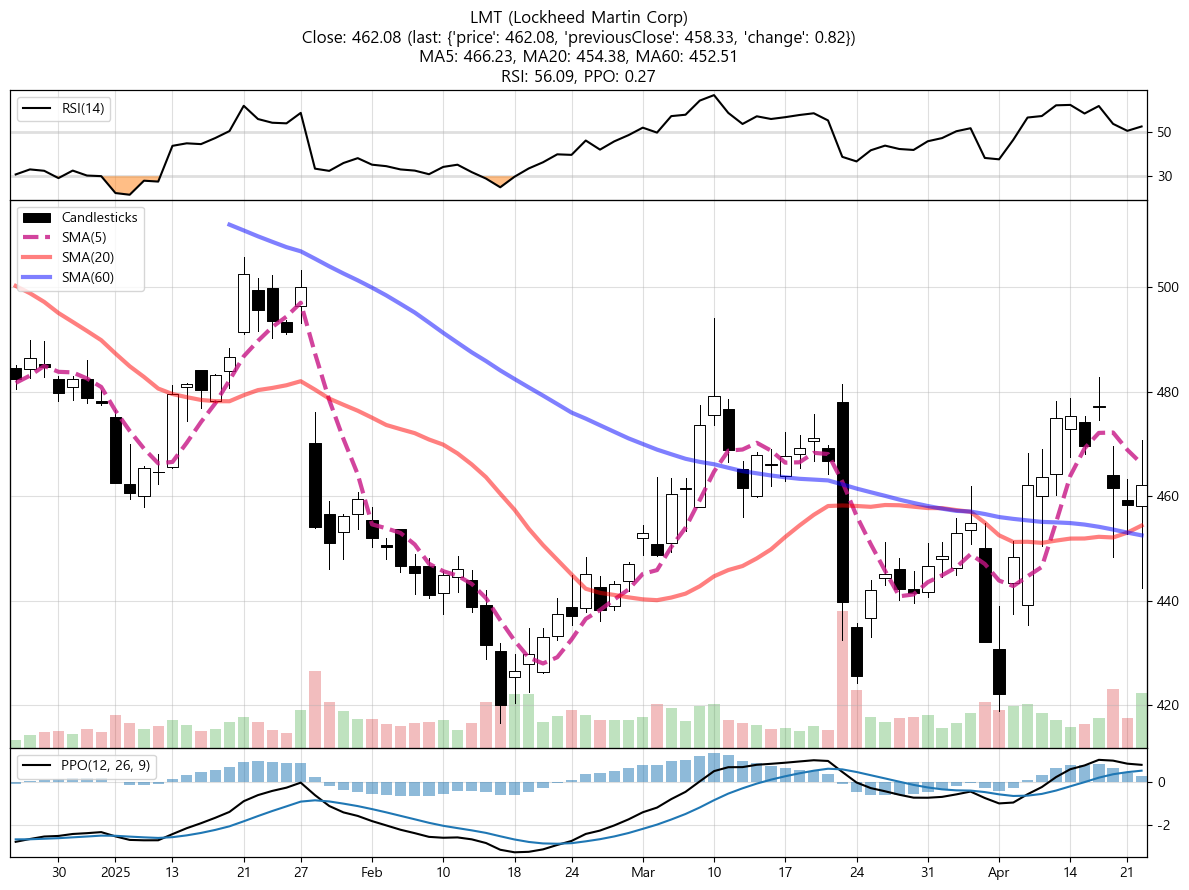 LMT (Lockheed Martin Corp)
Close: 462.08 (last: {'price': 462.08, 'previousClose': 458.33, 'change': 0.82})
MA5: 466.23, MA20: 454.38, MA60: 452.51
RSI: 56.09, PPO: 0.27
RSI(14)
50
30
Candlesticks
SMA(5)
SMA(20)
SMA(60)
500
480
460
440
420
PPO(12, 26, 9)
0
-2
30 2025 13 21 27 Feb 10 18 24 Mar 10 17 24 31 Apr 14 21